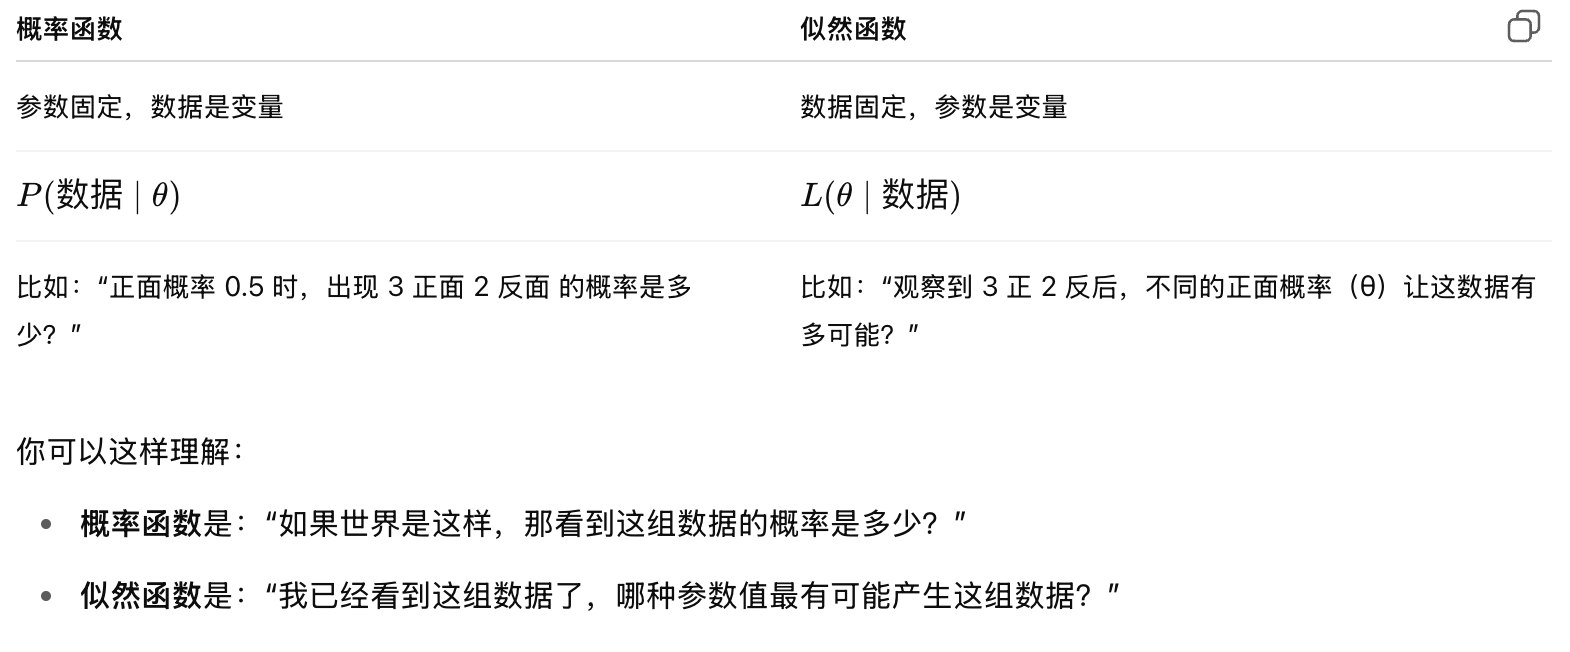 概率函数
似然函数
参数固定，数据是变量
数据固定，参数是变量
P(数据 | θ)
L(θ | 数据)
比如：“正面概率 0.5 时，出现 3 正面 2 反面 的概率是多
少？”
比如：“观察到 3 正 2 反后，不同的正面概率（θ）让这数据有
多可能？”
你可以这样理解：
• 概率函数是：“如果世界是这样，那看到这组数据的概率是多少？”
• 似然函数是：“我已经看到这组数据了，哪种参数值最有可能产生这组数据？”